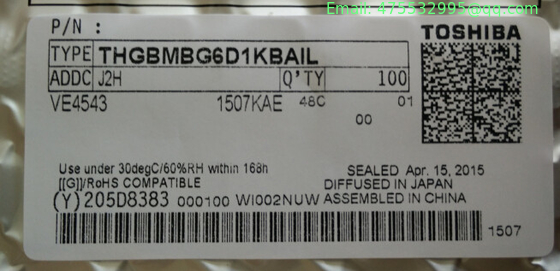 Email: 475532995@qq.com
P/N :
TOSHIBA
TYPE THGBMBG6D1KBAIL
ADDC J2H Q'TY 100
VE4543 1507KAE 48C 01
00
Use under 30degC/60%RH within 168h SEALED Apr. 15, 2015
[[G]]/RoHS COMPATIBLE DIFFUSED IN JAPAN
(Y) 205D8383 000100 WI002NUW ASSEMBLED IN CHINA
1507